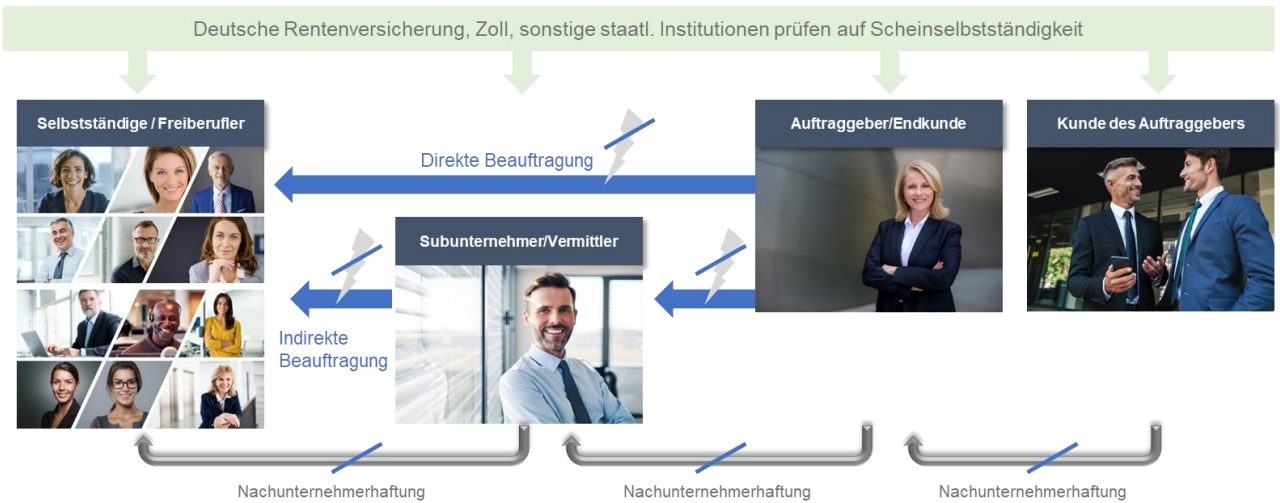 Deutsche Rentenversicherung, Zoll, sonstige staatl. Institutionen prüfen auf Scheinselbstständigkeit
Selbstständige / Freiberufler
Auftraggeber/Endkunde
Kunde des Auftraggebers
Direkte Beauftragung
Subunternehmer/Vermittler
Indirekte
Beauftragung
Nachunternehmerhaftung
Nachunternehmerhaftung
Nachunternehmerhaftung